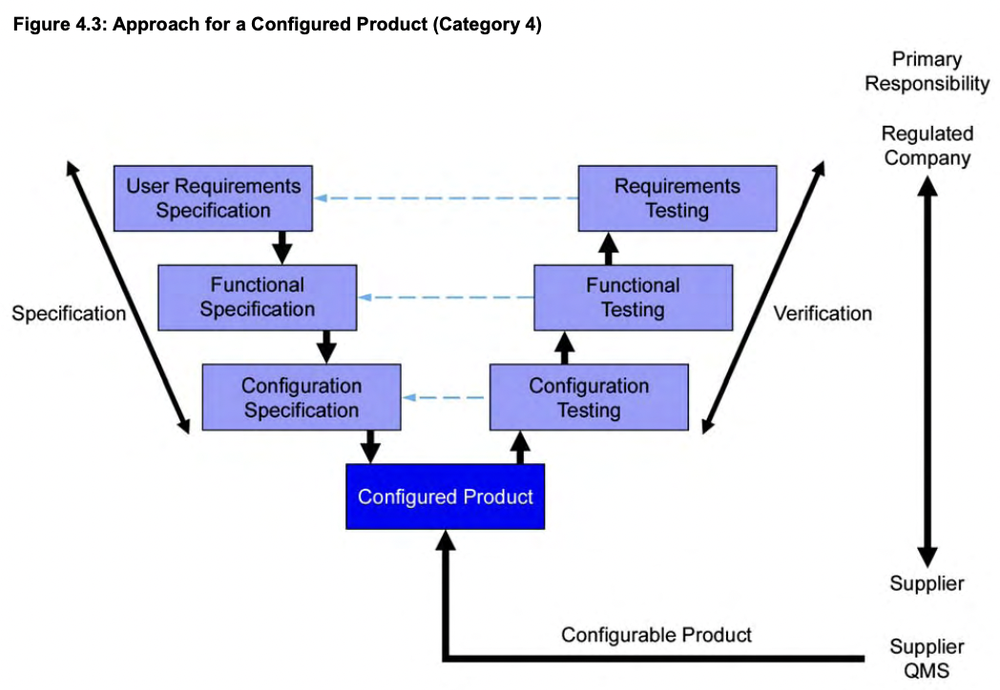 Figure 4.3: Approach for a Configured Product (Category 4)
Primary
Responsibility
Regulated
Company
User Requirements
Specification
Requirements
Testing
Functional
Specification
Functional
Testing
Specification
Verification
Configuration
Specification
Configuration
Testing
Configured Product
Supplier
Configurable Product
Supplier
QMS